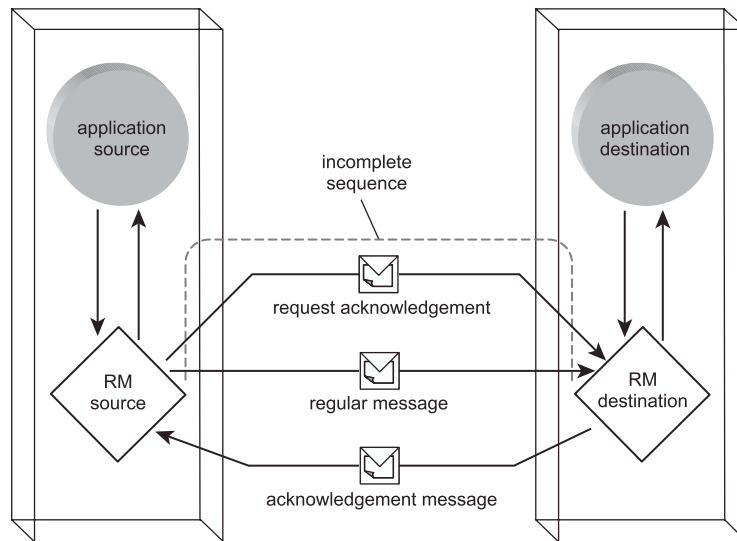 application
source
application
destination
incomplete
sequence
request acknowledgement
RM
source
regular message
RM
destination
acknowledgement message